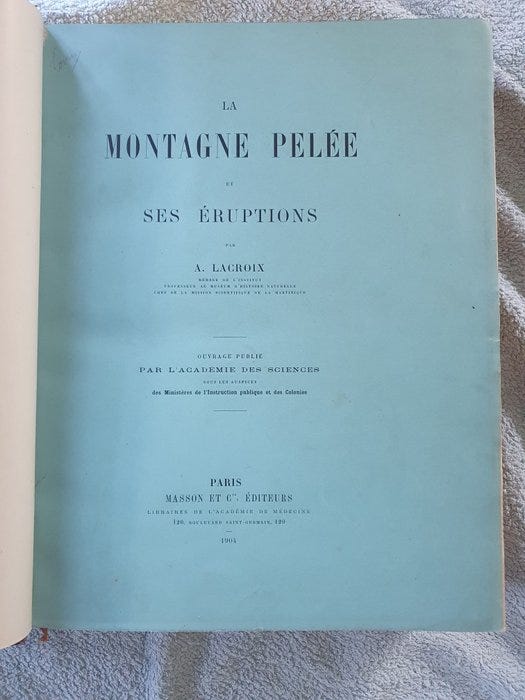 LA
MONTAGNE PELÉE
ET
SES ÉRUPTIONS
PAR
A. LACROIX
MEMBRE DE L'INSTITUT
PROFESSEUR AU MUSÉUM D'HISTOIRE NATURELLE
CHEF DE LA MISSION SCIENTIFIQUE DE LA MARTINIQUE
OUVRAGE PUBLIÉ
PAR L'ACADÉMIE DES SCIENCES
SOUS LES AUSPICES
des Ministères de l'Instruction publique et des Colonies
PARIS
MASSON ET Cie, ÉDITEURS
LIBRAIRES DE L'ACADÉMIE DE MÉDECINE
120, BOULEVARD SAINT-GERMAIN, 120
1904